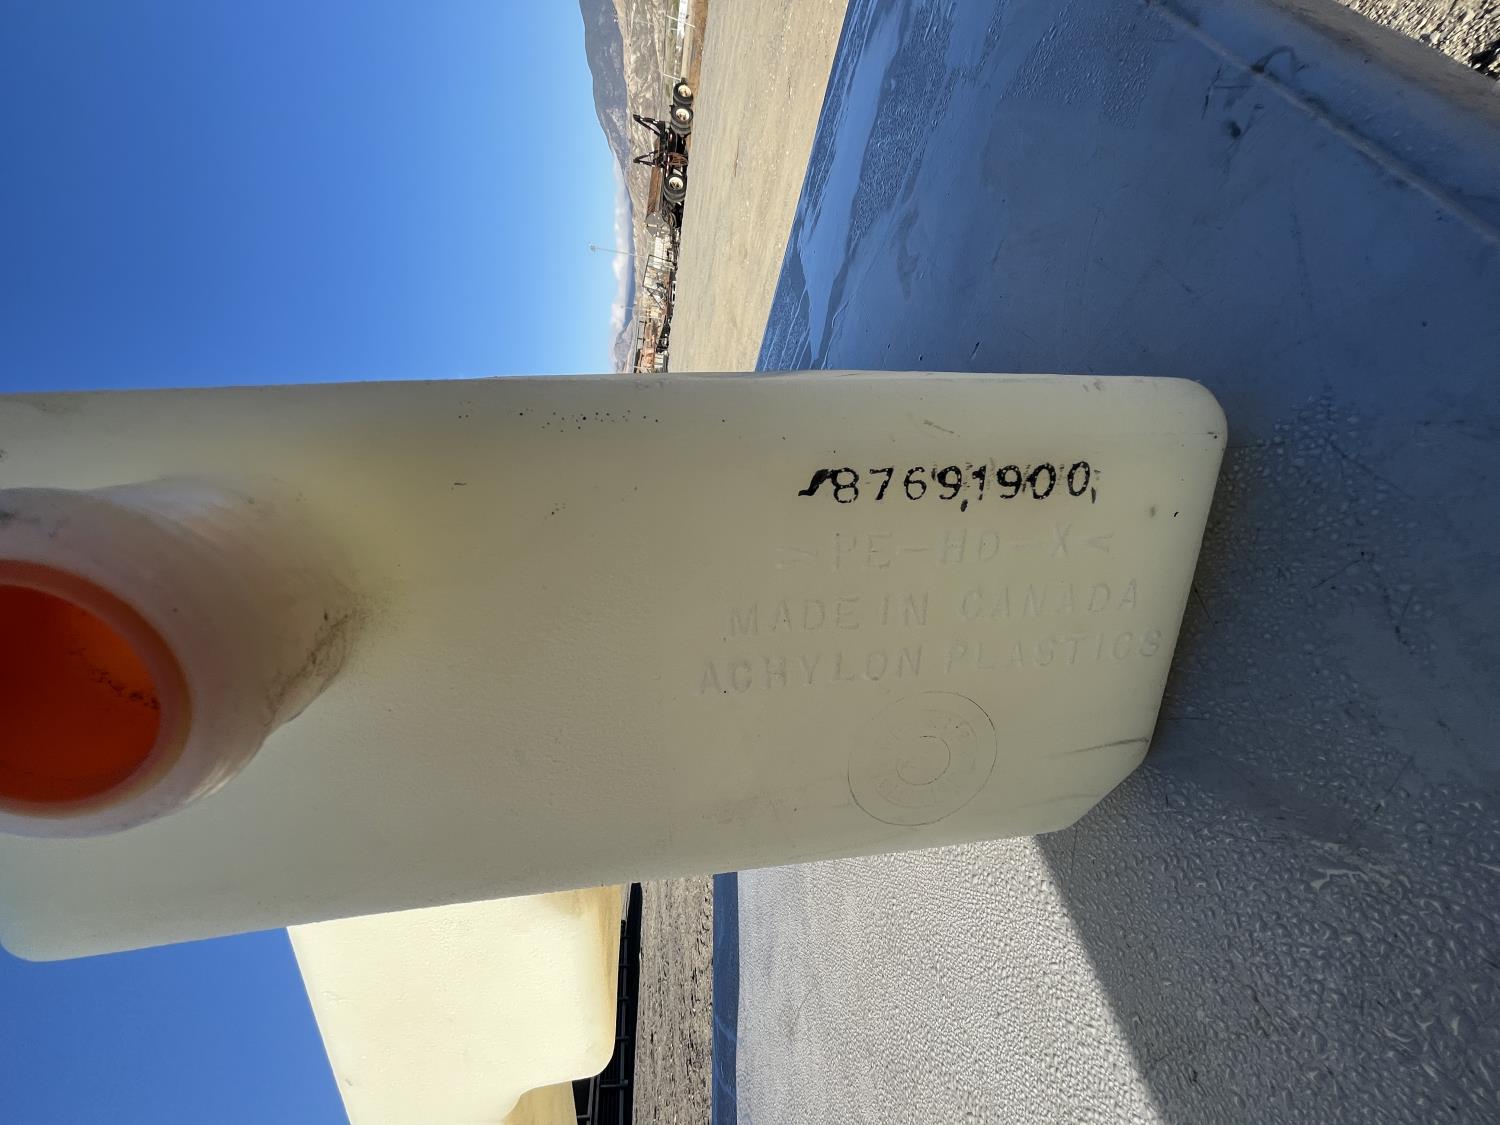 87691900
>PE-HD-X<
MADE IN CANADA
ACHYLON PLASTICS